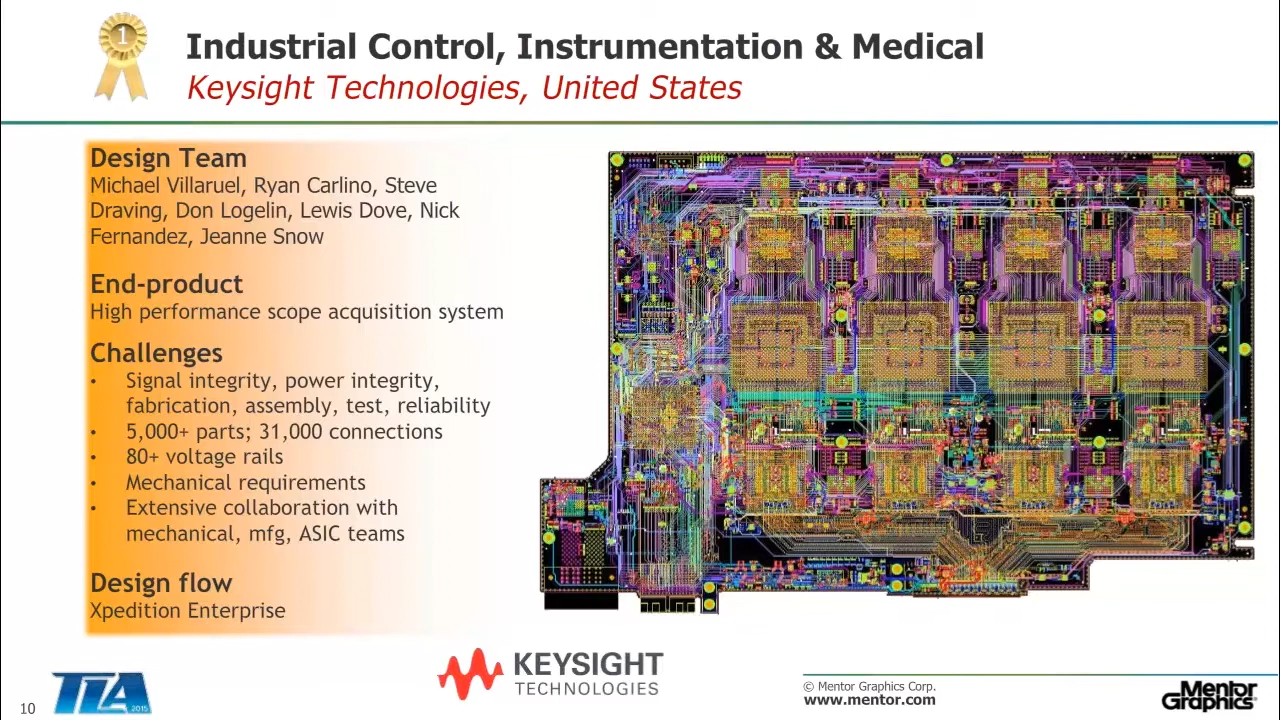 1
Industrial Control, Instrumentation & Medical
Keysight Technologies, United States
Design Team
Michael Villaruel, Ryan Carlino, Steve
Draving, Don Logelin, Lewis Dove, Nick
Fernandez, Jeanne Snow
End-product
High performance scope acquisition system
Challenges
• Signal integrity, power integrity,
fabrication, assembly, test, reliability
• 5,000+ parts; 31,000 connections
• 80+ voltage rails
• Mechanical requirements
• Extensive collaboration with
mechanical, mfg, ASIC teams
Design flow
Xpedition Enterprise
10
TLA
2015
KEYSIGHT
TECHNOLOGIES
© Mentor Graphics Corp.
www.mentor.com
Mentor
Graphics